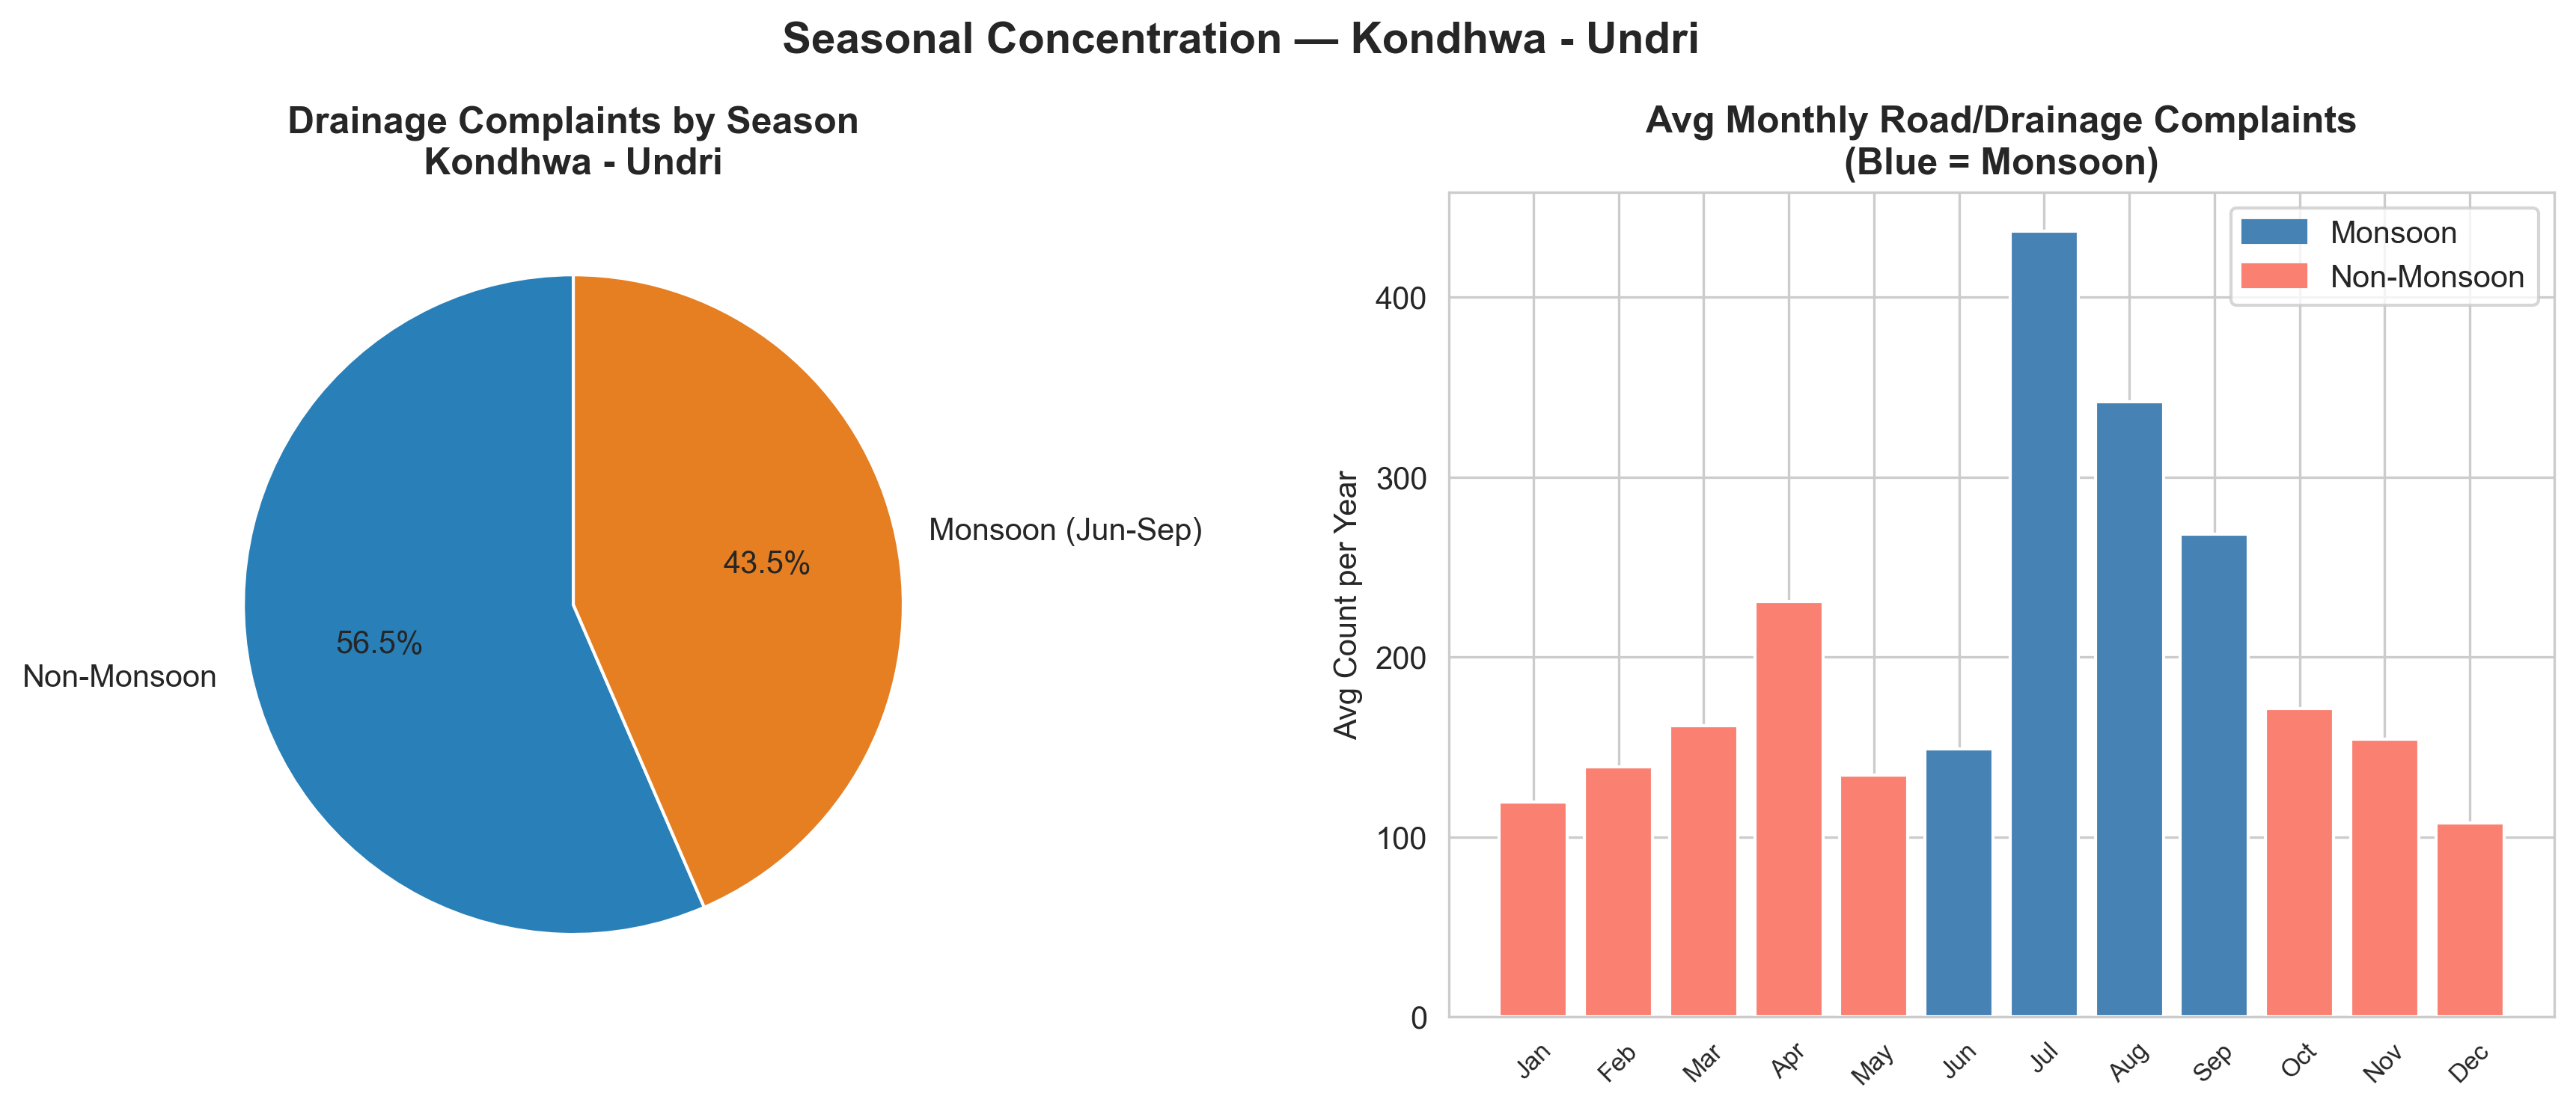 Seasonal Concentration — Kondhwa - Undri
Drainage Complaints by Season
Kondhwa - Undri
Non-Monsoon
56.5%
43.5%
Monsoon (Jun-Sep)
Avg Monthly Road/Drainage Complaints
(Blue = Monsoon)
Monsoon
Non-Monsoon
Avg Count per Year
400
300
200
100
0
Jan
Feb
Mar
Apr
May
Jun
Jul
Aug
Sep
Oct
Nov
Dec